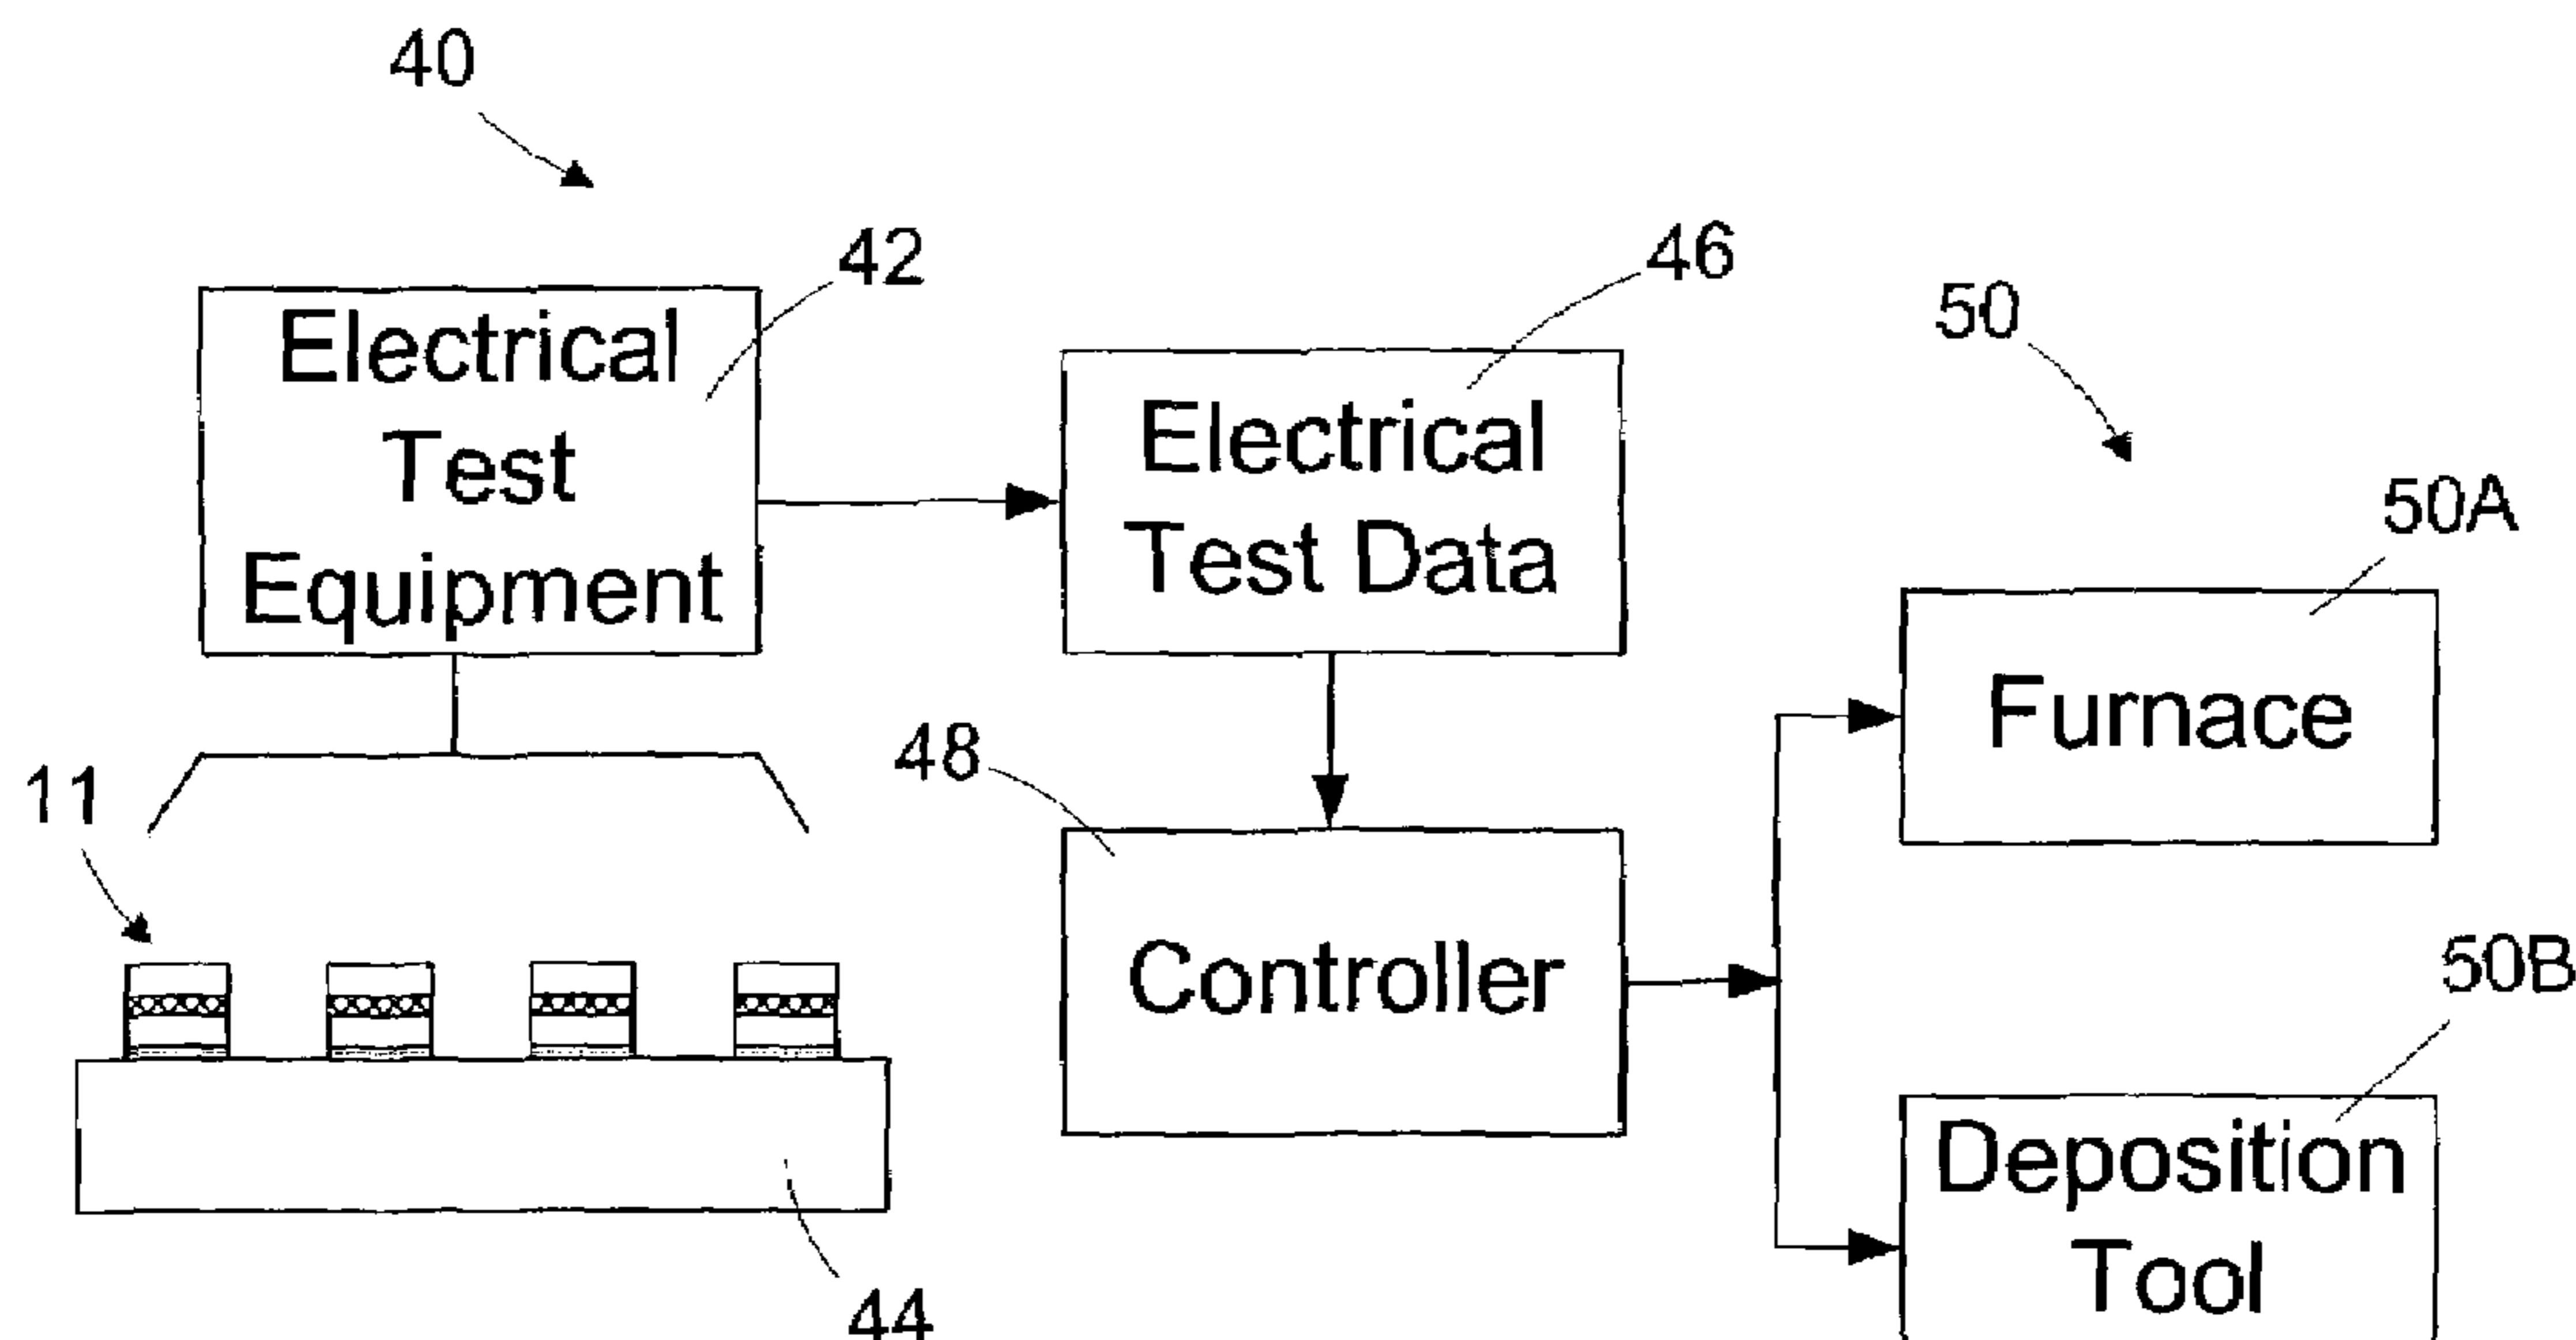 40
42
Electrical
Test
Equipment
46
Electrical
Test Data
50
50A
Furnace
11
48
Controller
50B
Deposition
Tool
44